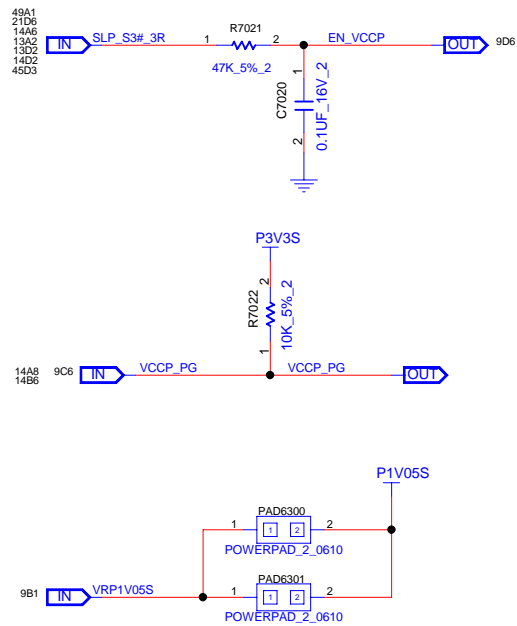 49A1
21D6
14A6
13A2
13D2
14D2
45D3
IN
SLP_S3#_3R
1
R7021
2
47K_5%_2
EN_VCCP
OUT
9D6
1
C7020
2
0.1UF_16V_2
P3V3S
2
R7022
1
10K_5%_2
14A8
14B6
9C6
IN
VCCP_PG
VCCP_PG
OUT
P1V05S
PAD6300
1
1
2
2
POWERPAD_2_0610
PAD6301
9B1
IN
VRP1V05S
1
1
2
2
POWERPAD_2_0610